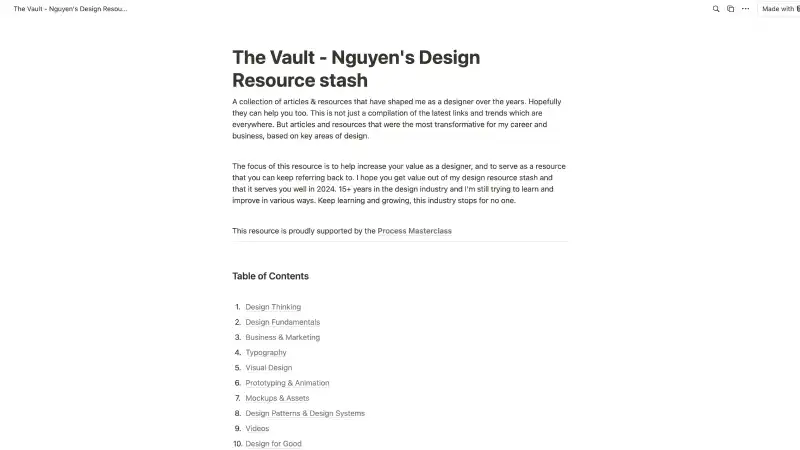 The Vault - Nguyen's Design Resou...
Made with
The Vault - Nguyen's Design
Resource stash
A collection of articles & resources that have shaped me as a designer over the years. Hopefully
they can help you too. This is not just a compilation of the latest links and trends which are
everywhere. But articles and resources that were the most transformative for my career and
business, based on key areas of design.
The focus of this resource is to help increase your value as a designer, and to serve as a resource
that you can keep referring back to. I hope you get value out of my design resource stash and
that it serves you well in 2024. 15+ years in the design industry and I'm still trying to learn and
improve in various ways. Keep learning and growing, this industry stops for no one.
This resource is proudly supported by the Process Masterclass
Table of Contents
1. Design Thinking
2. Design Fundamentals
3. Business & Marketing
4. Typography
5. Visual Design
6. Prototyping & Animation
7. Mockups & Assets
8. Design Patterns & Design Systems
9. Videos
10. Design for Good